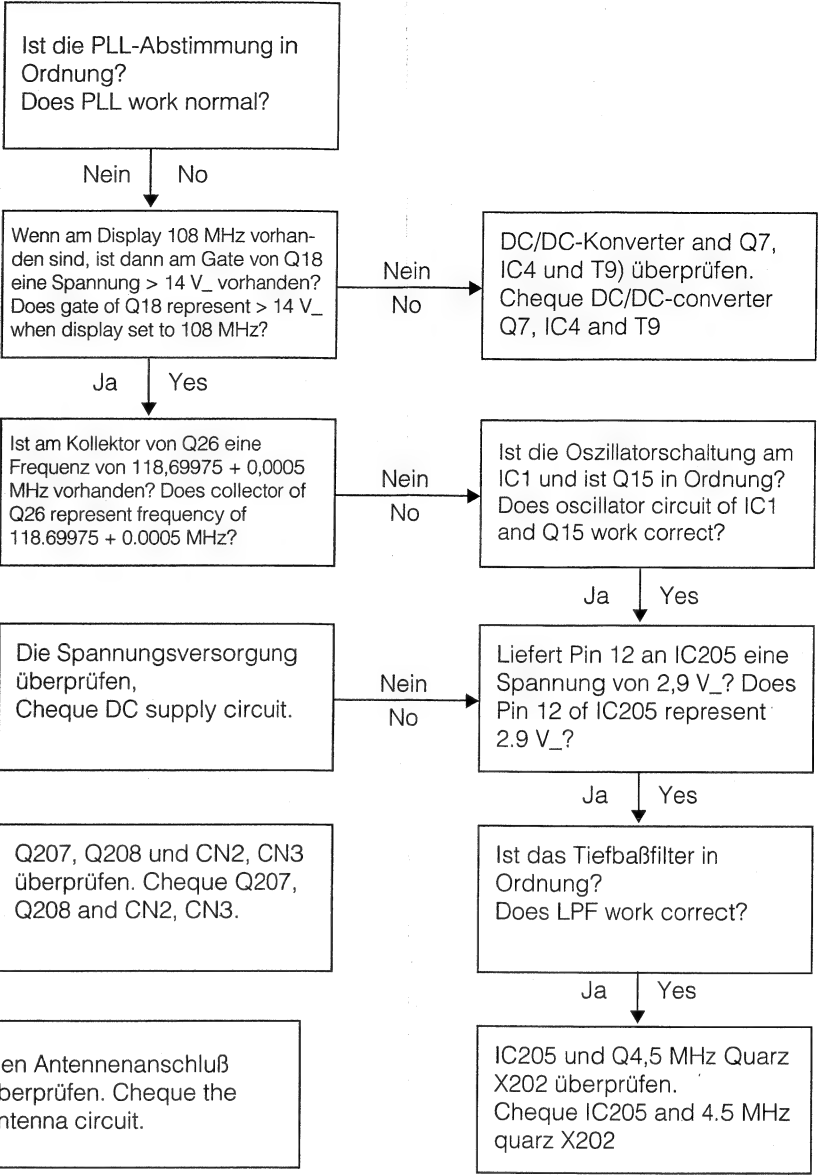 Ist die PLL-Abstimmung in
Ordnung?
Does PLL work normal?
Nein No
Wenn am Display 108 MHz vorhan-
den sind, ist dann am Gate von Q18
eine Spannung > 14 V_ vorhanden?
Does gate of Q18 represent > 14 V_
when display set to 108 MHz?
Nein
No
DC/DC-Konverter and Q7,
IC4 und T9) überprüfen.
Cheque DC/DC-converter
Q7, IC4 and T9
Ja Yes
Ist am Kollektor von Q26 eine
Frequenz von 118,69975 + 0,0005
MHz vorhanden? Does collector of
Q26 represent frequency of
118.69975 + 0.0005 MHz?
Nein
No
Ist die Oszillatorschaltung am
IC1 und ist Q15 in Ordnung?
Does oscillator circuit of IC1
and Q15 work correct?
Ja Yes
Die Spannungsversorgung
überprüfen,
Cheque DC supply circuit.
Nein
No
Liefert Pin 12 an IC205 eine
Spannung von 2,9 V_? Does
Pin 12 of IC205 represent
2.9 V_?
Ja Yes
Q207, Q208 und CN2, CN3
überprüfen. Cheque Q207,
Q208 and CN2, CN3.
Ist das Tiefbaßfilter in
Ordnung?
Does LPF work correct?
Ja Yes
en Antennenanschluß
berprüfen. Cheque the
ntenna circuit.
IC205 und Q4,5 MHz Quarz
X202 überprüfen.
Cheque IC205 and 4.5 MHz
quarz X202